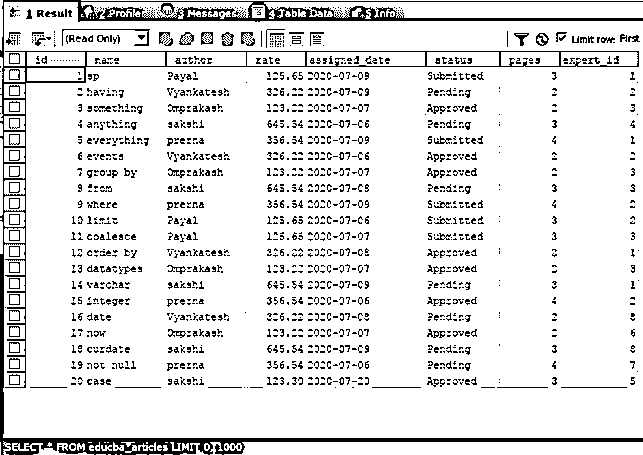 1 Result 2 Profiler 3 Messages 4 Table Data 5 Info
(Read Only) Limit row: First
id name author rate assigned_date status pages expert_id
1 sp Payal 125.65 2020-07-09 Submitted 3 1
2 having Vyankatesh 326.22 2020-07-09 Pending 2 2
3 something Omprakash 123.22 2020-07-07 Approved 2 3
4 anything sakshi 645.54 2020-07-06 Pending 3 4
5 everything prerna 356.54 2020-07-09 Submitted 4 1
6 events Vyankatesh 326.22 2020-07-06 Approved 2 2
7 group by Omprakash 123.22 2020-07-07 Approved 2 3
8 from sakshi 645.54 2020-07-08 Pending 3 3
9 where prerna 356.54 2020-07-09 Submitted 4 2
10 limit Payal 125.65 2020-07-06 Submitted 3 2
11 coalesce Payal 125.65 2020-07-07 Submitted 3 3
12 order by Vyankatesh 326.22 2020-07-08 Approved 2 1
13 datatypes Omprakash 123.22 2020-07-07 Approved 2 3
14 varchar sakshi 645.54 2020-07-09 Pending 3 1
15 integer prerna 356.54 2020-07-06 Approved 4 2
16 date Vyankatesh 326.22 2020-07-08 Pending 2 8
17 now Omprakash 123.22 2020-07-07 Approved 2 6
18 curdate sakshi 645.54 2020-07-09 Pending 3 8
19 not null prerna 356.54 2020-07-06 Pending 4 7
20 case sakshi 123.30 2020-07-20 Approved 3 5
SELECT * FROM educba_articles LIMIT 0, 1000